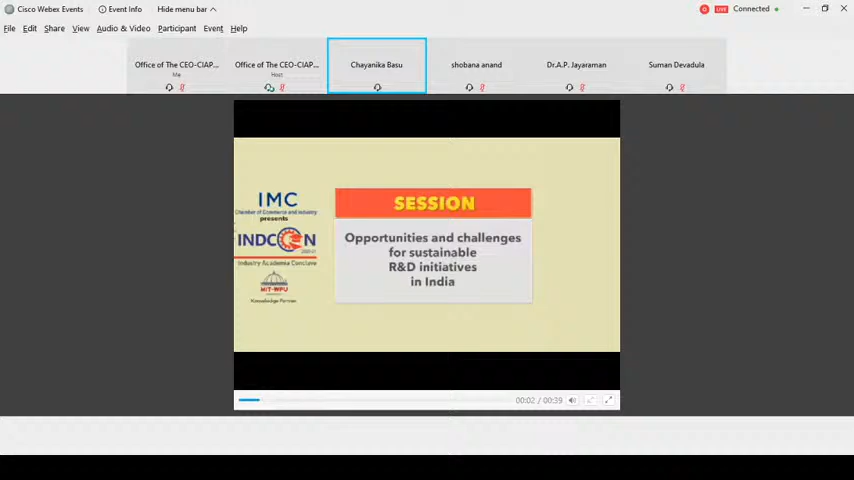 Cisco Webex Events
Event Info
Hide menu bar
LIVE
Connected
File Edit Share View Audio & Video Participant Event Help
Office of The CEO-CIAP...
Me
Office of The CEO-CIAP...
Host
Chayanika Basu
shobana anand
Dr.A.P. Jayaraman
Suman Devadula
IMC
Chamber of Commerce and Industry
presents
INDCON
Industry Academia Conclave
MIT-WPU
Knowledge Partner
SESSION
Opportunities and challenges
for sustainable
R&D initiatives
in India
00:02 / 00:39